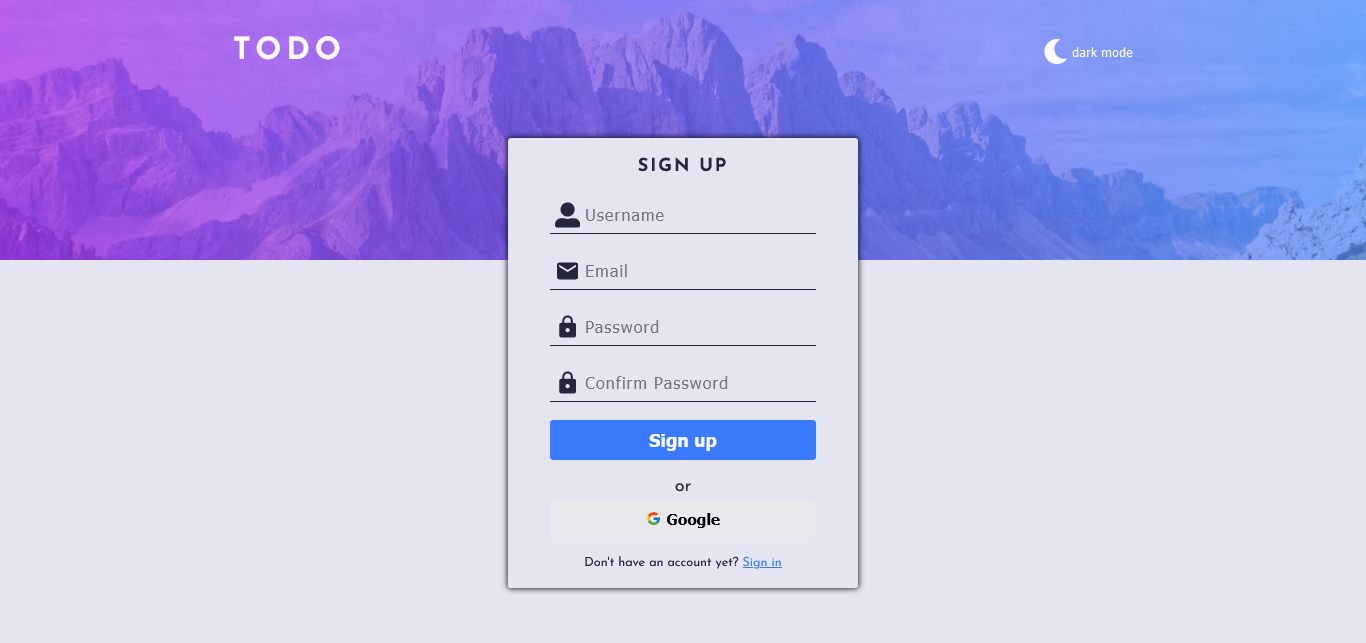 TODO
dark mode
SIGN UP
Username
Email
Password
Confirm Password
Sign up
or
Google
Don't have an account yet? Sign in